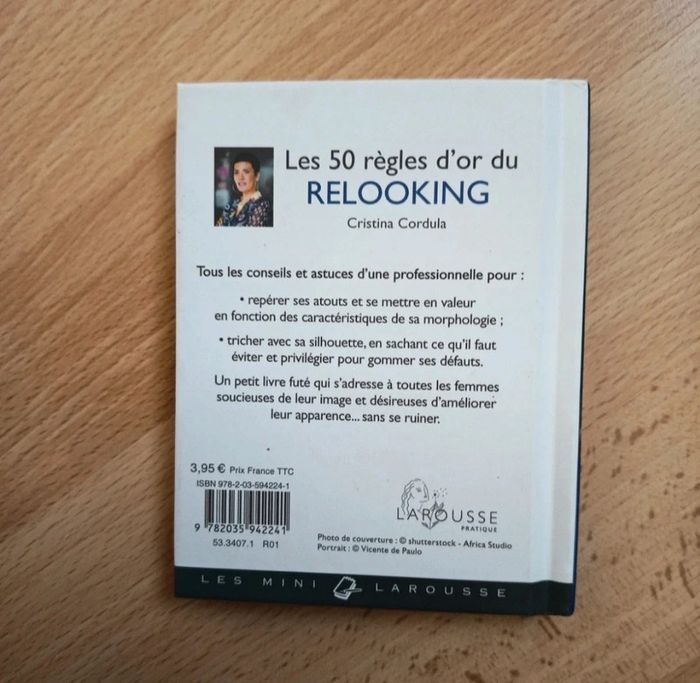 Les 50 règles d'or du
RELOOKING
Cristina Cordula
Tous les conseils et astuces d'une professionnelle pour :
• repérer ses atouts et se mettre en valeur
en fonction des caractéristiques de sa morphologie ;
• tricher avec sa silhouette, en sachant ce qu'il faut
éviter et privilégier pour gommer ses défauts.
Un petit livre futé qui s'adresse à toutes les femmes
soucieuses de leur image et désireuses d'améliorer
leur apparence... sans se ruiner.
3,95 € Prix France TTC
ISBN 978-2-03-594224-1
9 782035 942241
53.3407.1 R01
LAROUSSE
PRATIQUE
Photo de couverture : © shutterstock - Africa Studio
Portrait : © Vicente de Paulo
LES MINI LAROUSSE